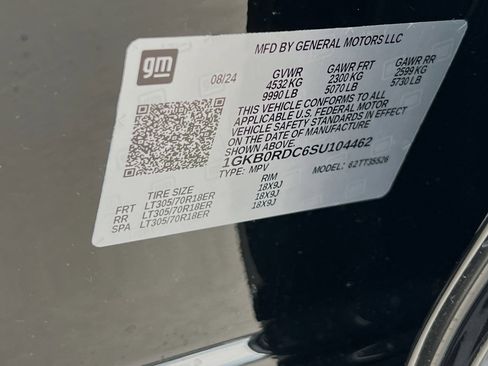 MFD BY GENERAL MOTORS LLC
gm
08/24
GVWR GAWR FRT GAWR RR
4532 KG 2300 KG 2599 KG
9990 LB 5070 LB 5730 LB
THIS VEHICLE CONFORMS TO ALL
APPLICABLE U.S. FEDERAL MOTOR
VEHICLE SAFETY STANDARDS IN EFFECT
ON THE DATE OF MANUFACTURE
SHOWN ABOVE.
1GKB0RDC6SU104462
TYPE: MPV MODEL: 62TT35526
TIRE SIZE RIM
FRT LT305/70R18ER 18X9J
RR LT305/70R18ER 18X9J
SPA LT305/70R18ER 18X9J